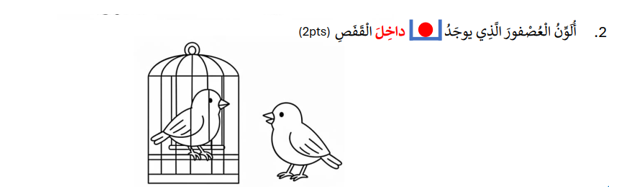 2. أُلَوِّنُ الْعُصْفورَ الَّذِي يوجَدُ داخِلَ الْقَفَصِ (2pts)